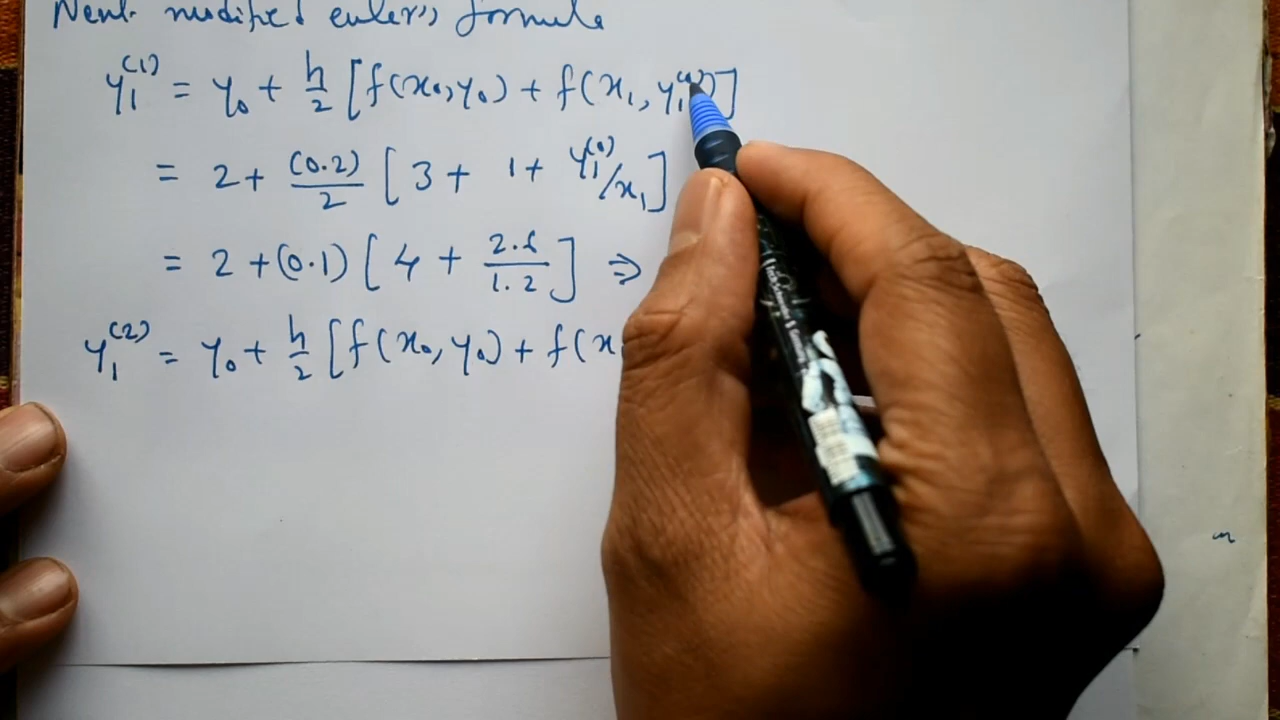 Next modified euler's formula
y₁⁽¹⁾ = y₀ + h/2 [f(x₀, y₀) + f(x₁, y₁⁽⁰⁾)]
= 2 + (0.2)/2 [3 + 1 + y₁⁽⁰⁾/x₁]
= 2 + (0.1) [4 + 2.6/1.2] ⇒
y₁⁽²⁾ = y₀ + h/2 [f(x₀, y₀) + f(x